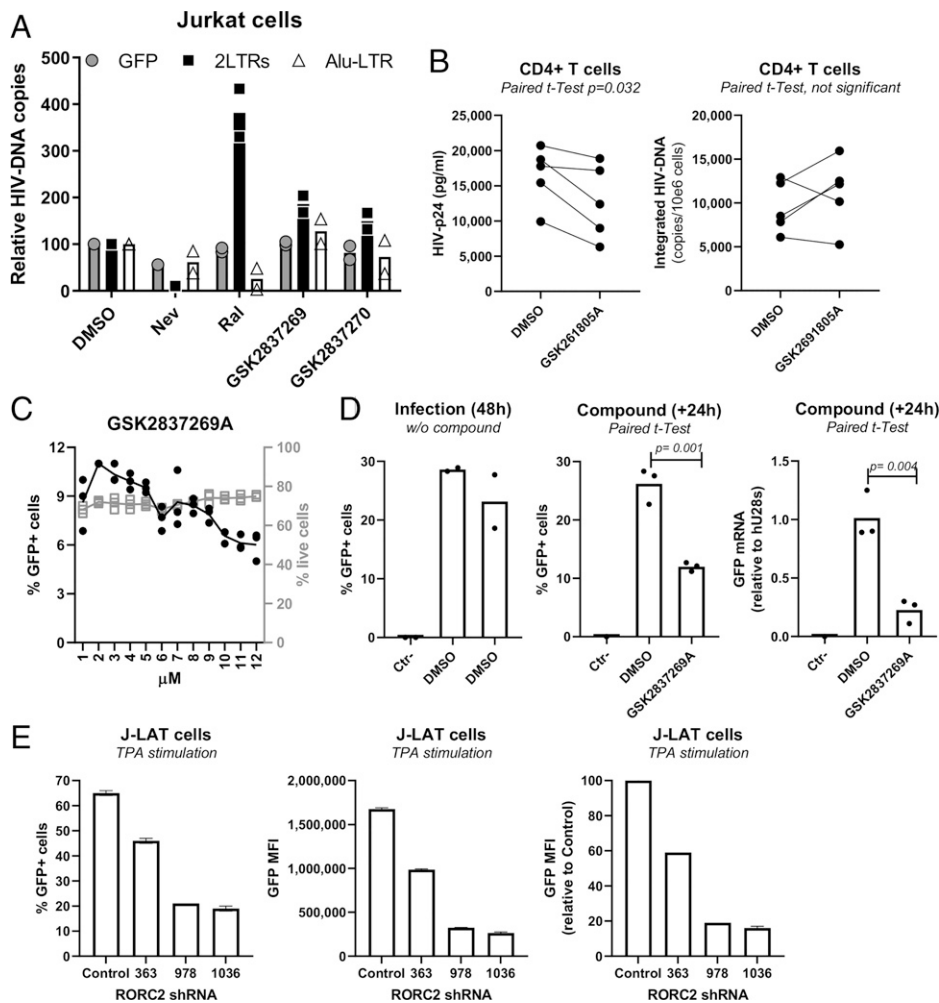 A
Jurkat cells
Relative HIV-DNA copies
500
400
300
200
100
0
GFP 2LTRs Alu-LTR
DMSO
Nev
Ral
GSK2837269
GSK2837270
B
CD4+ T cells
Paired t-Test p=0.032
HIV-p24 (pg/ml)
25,000
20,000
15,000
10,000
5,000
0
DMSO
GSK261805A
CD4+ T cells
Paired t-Test, not significant
Integrated HIV-DNA
(copies/10e6 cells)
20,000
15,000
10,000
5,000
0
DMSO
GSK2691805A
C
GSK2837269A
% GFP+ cells
12
9
6
3
0
100
80
60
40
20
0
% live cells
1 2 3 4 5 6 7 8 9 10 11 12
μM
D
Infection (48h)
w/o compound
% GFP+ cells
30
20
10
0
Ctr-
DMSO
DMSO
Compound (+24h)
Paired t-Test
p= 0.001
% GFP+ cells
30
20
10
0
Ctr-
DMSO
GSK2837269A
Compound (+24h)
Paired t-Test
p= 0.004
GFP mRNA
(relative to hU28s)
1.5
1.0
0.5
0.0
Ctr-
DMSO
GSK2837269A
E
J-LAT cells
TPA stimulation
% GFP+ cells
70
60
50
40
30
20
10
0
Control 363 978 1036
RORC2 shRNA
J-LAT cells
TPA stimulation
GFP MFI
2,000,000
1,500,000
1,000,000
500,000
0
Control 363 978 1036
RORC2 shRNA
J-LAT cells
TPA stimulation
GFP MFI
(relative to Control)
100
80
60
40
20
0
Control 363 978 1036
RORC2 shRNA